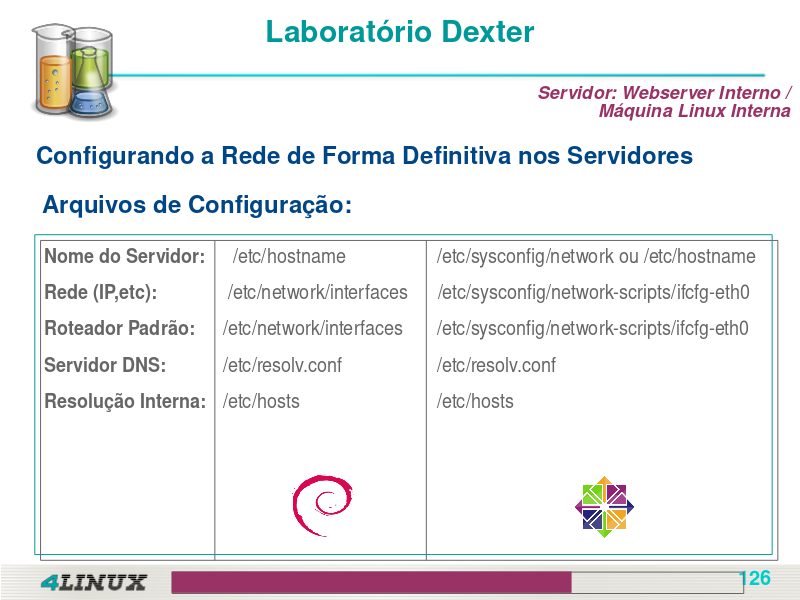 Laboratório Dexter
Servidor: Webserver Interno /
Máquina Linux Interna
Configurando a Rede de Forma Definitiva nos Servidores
Arquivos de Configuração:
Nome do Servidor: /etc/hostname /etc/sysconfig/network ou /etc/hostname
Rede (IP,etc): /etc/network/interfaces /etc/sysconfig/network-scripts/ifcfg-eth0
Roteador Padrão: /etc/network/interfaces /etc/sysconfig/network-scripts/ifcfg-eth0
Servidor DNS: /etc/resolv.conf /etc/resolv.conf
Resolução Interna: /etc/hosts /etc/hosts
4LINUX
126